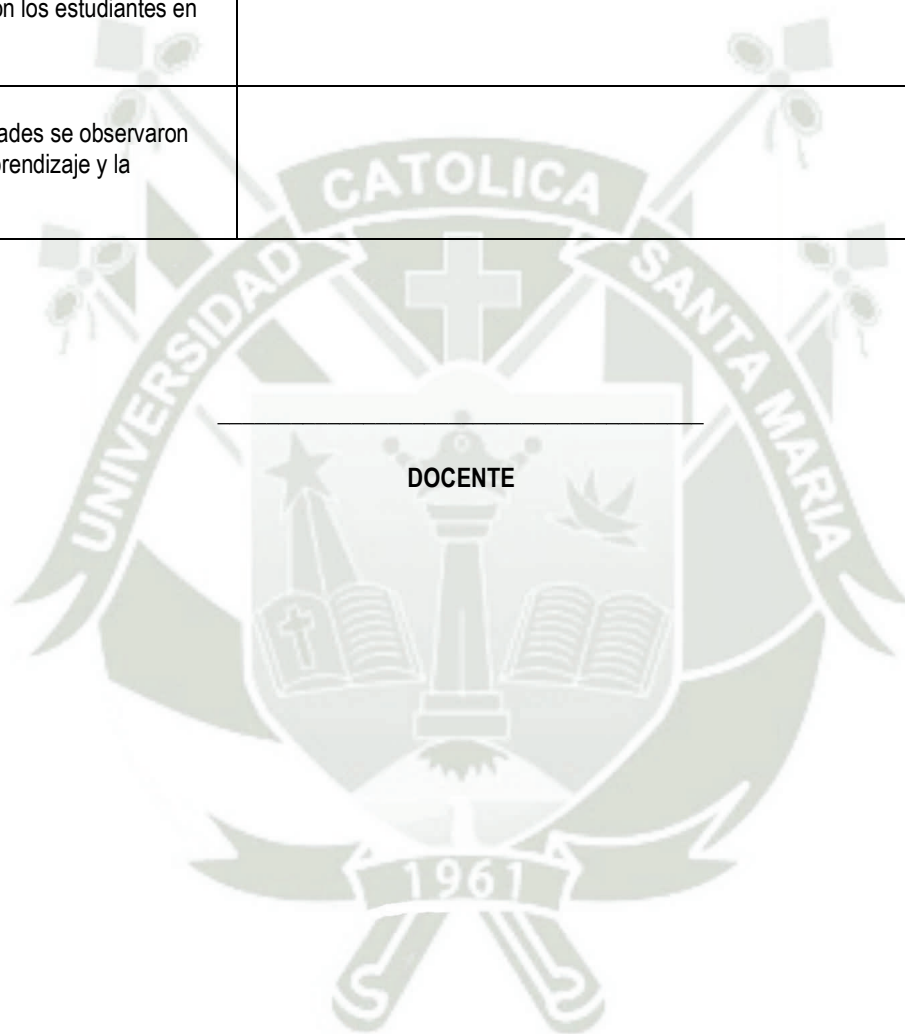 on los estudiantes en
ades se observaron
rendizaje y la
DOCENTE
UNIVERSIDAD CATOLICA SANTA MARIA
1961